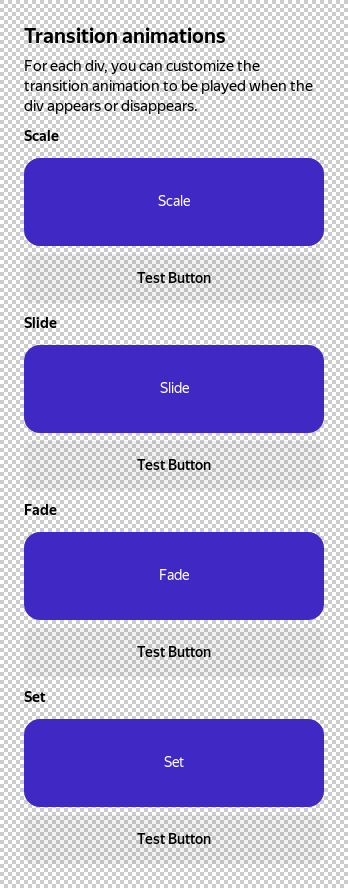 Transition animations
For each div, you can customize the
transition animation to be played when the
div appears or disappears.
Scale
Scale
Test Button
Slide
Slide
Test Button
Fade
Fade
Test Button
Set
Set
Test Button